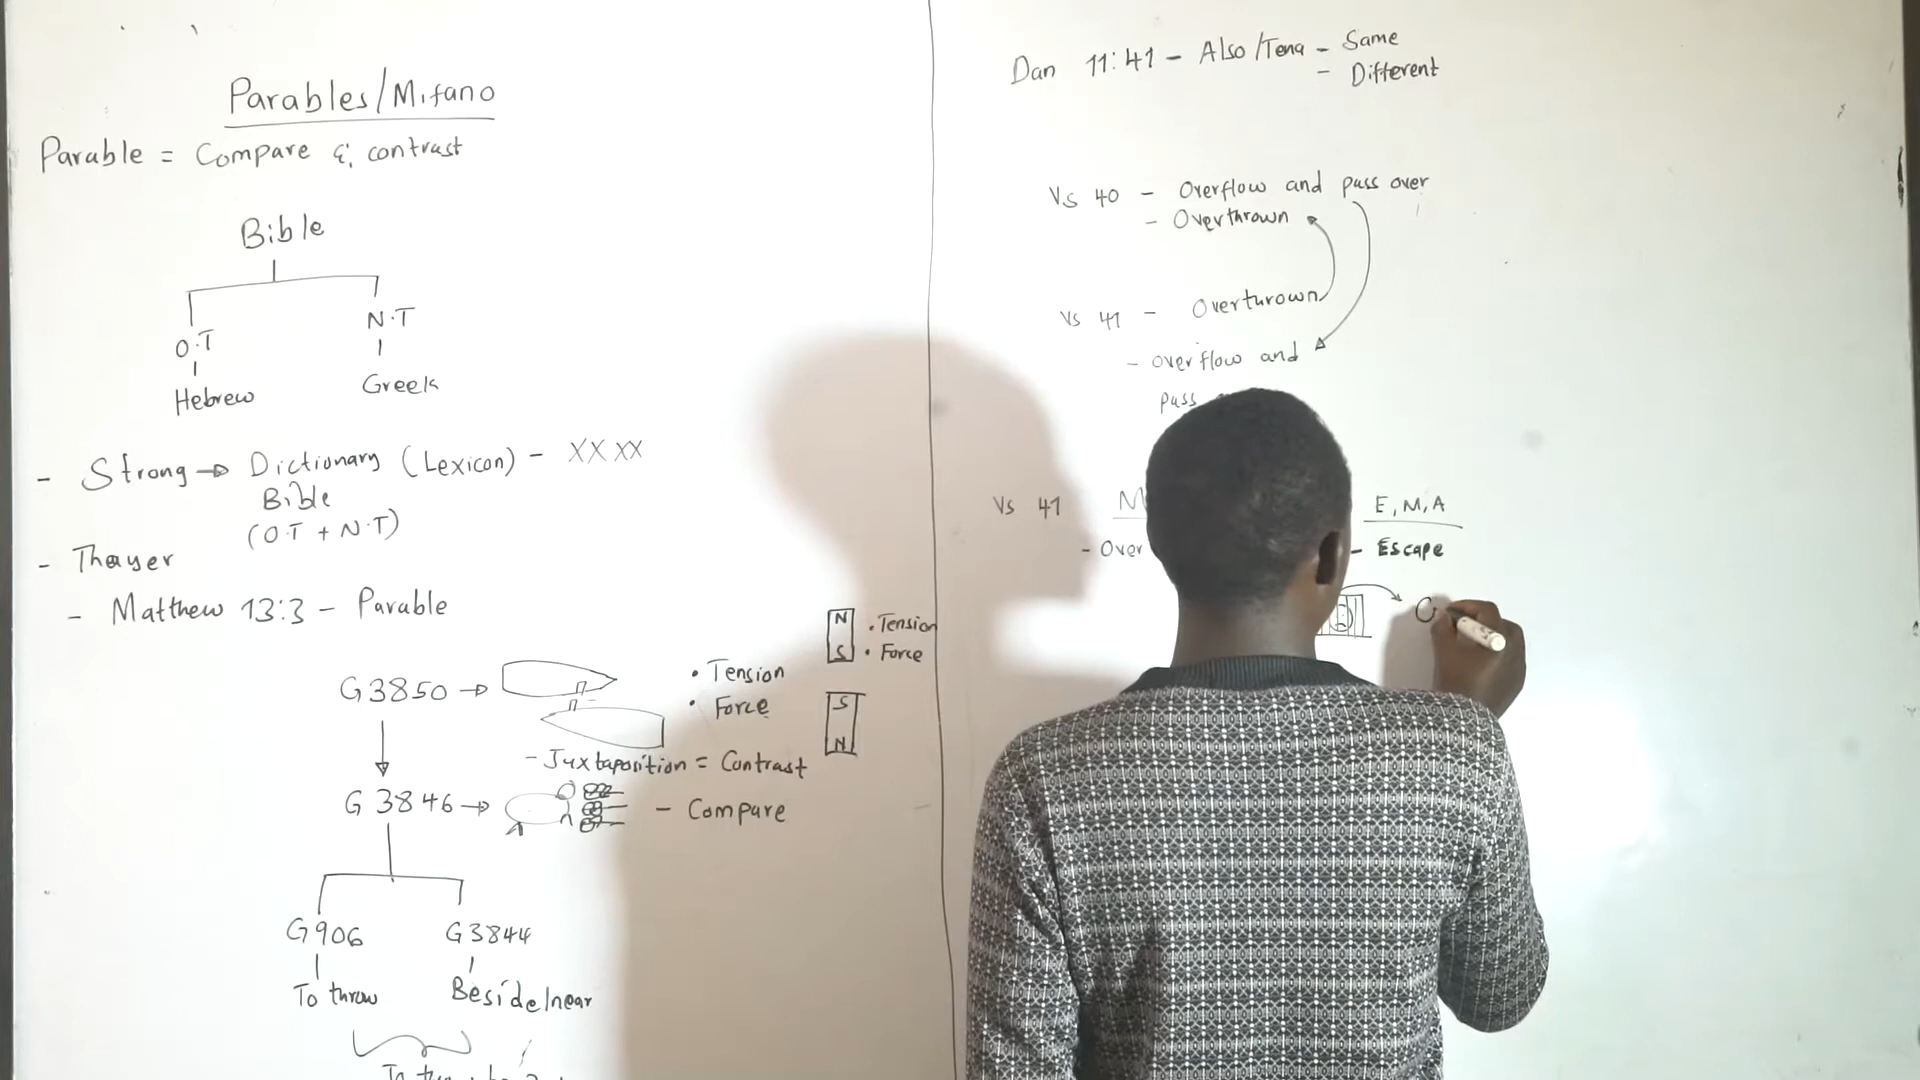 Parables/Mifano
Parable = Compare & contrast
Bible
O.T
N.T
Hebrew
Greek
- Strong → Dictionary (Lexicon) - XXXX
Bible
(O.T + N.T)
- Thayer
- Matthew 13:3 - Parable
G3850 →
• Tension
• Force
N
S
• Tension
• Force
S
N
- Juxtaposition = Contrast
G3846 →
- Compare
G906
G3844
To throw
Beside/near
Dan 11:41 - Also/Tena - Same
- Different
Vs 40 - Overflow and pass over
- Overthrown
Vs 41 - Overthrown
- overflow and
pass
Vs 41
E, M, A
- Over
- Escape